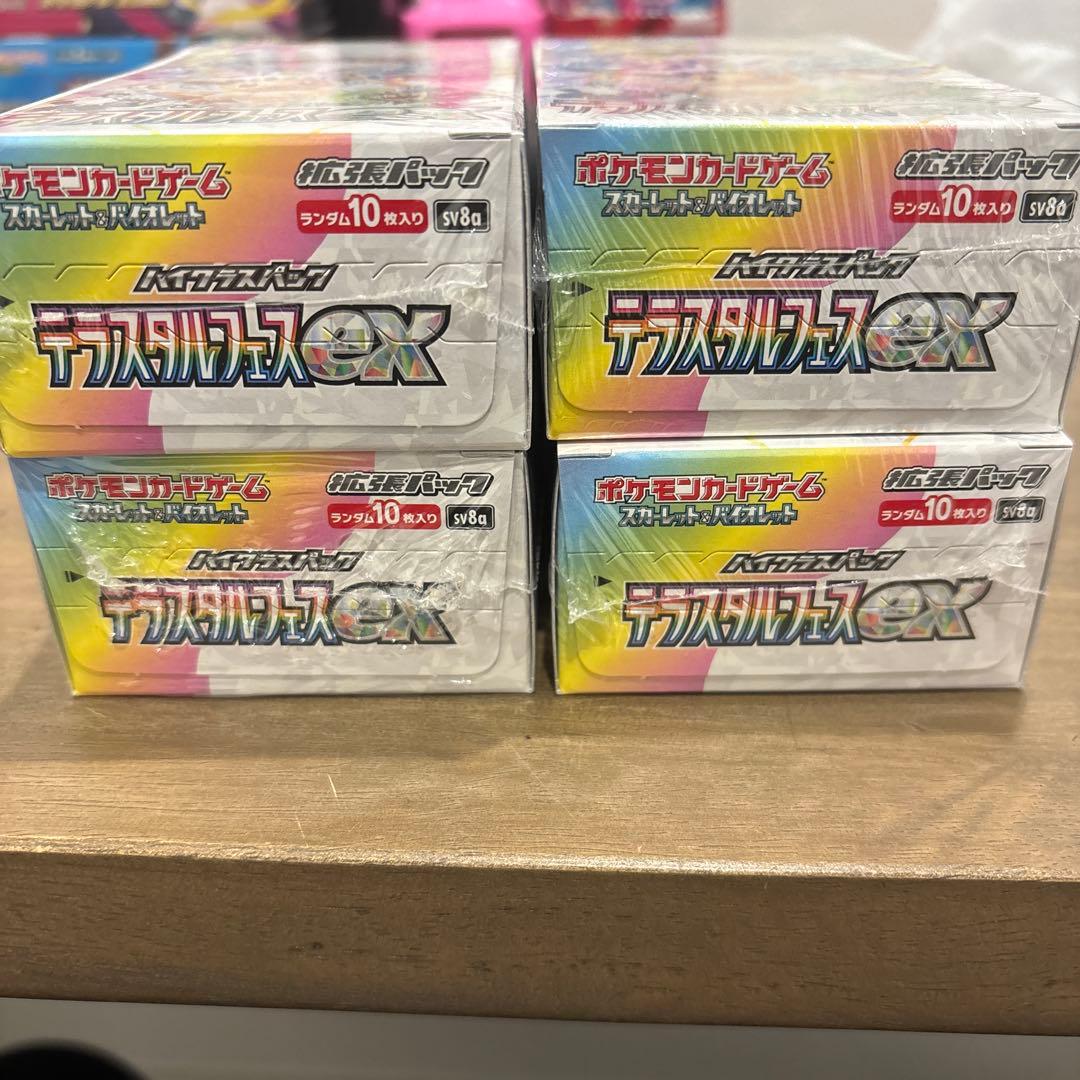 テラスタルフェス
ケモンカードゲーム
スカーレット&バイオレット
拡張パック
ランダム10枚入り
sv8a
ハイクラスパック
テラスタルフェスex
ポケモンカードゲーム
スカーレット&バイオレット
拡張パック
ランダム10枚入り
sv8a
ハイクラスパック
テラスタルフェスex
ポケモンカードゲーム
スカーレット&バイオレット
拡張パック
ランダム10枚入り
sv8a
ハイクラスパック
テラスタルフェスex
ポケモンカードゲーム
スカーレット&バイオレット
拡張パック
ランダム10枚入り
sv8a
ハイクラスパック
テラスタルフェスex